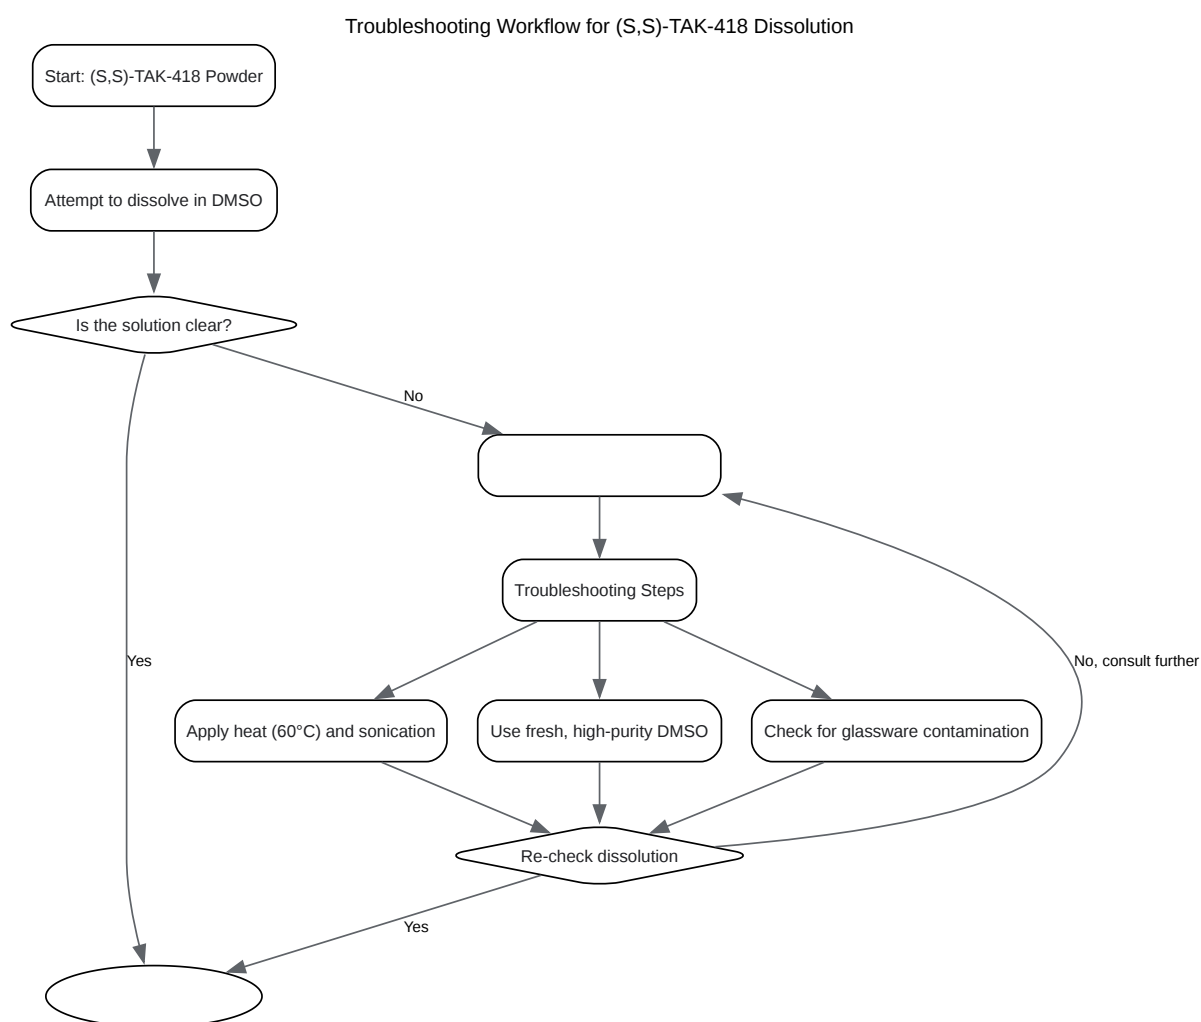 Troubleshooting Workflow for (S,S)-TAK-418 Dissolution
Start: (S,S)-TAK-418 Powder
Attempt to dissolve in DMSO
Is the solution clear?
No
Troubleshooting Steps
Yes
No, consult further
Apply heat (60°C) and sonication
Use fresh, high-purity DMSO
Check for glassware contamination
Re-check dissolution
Yes